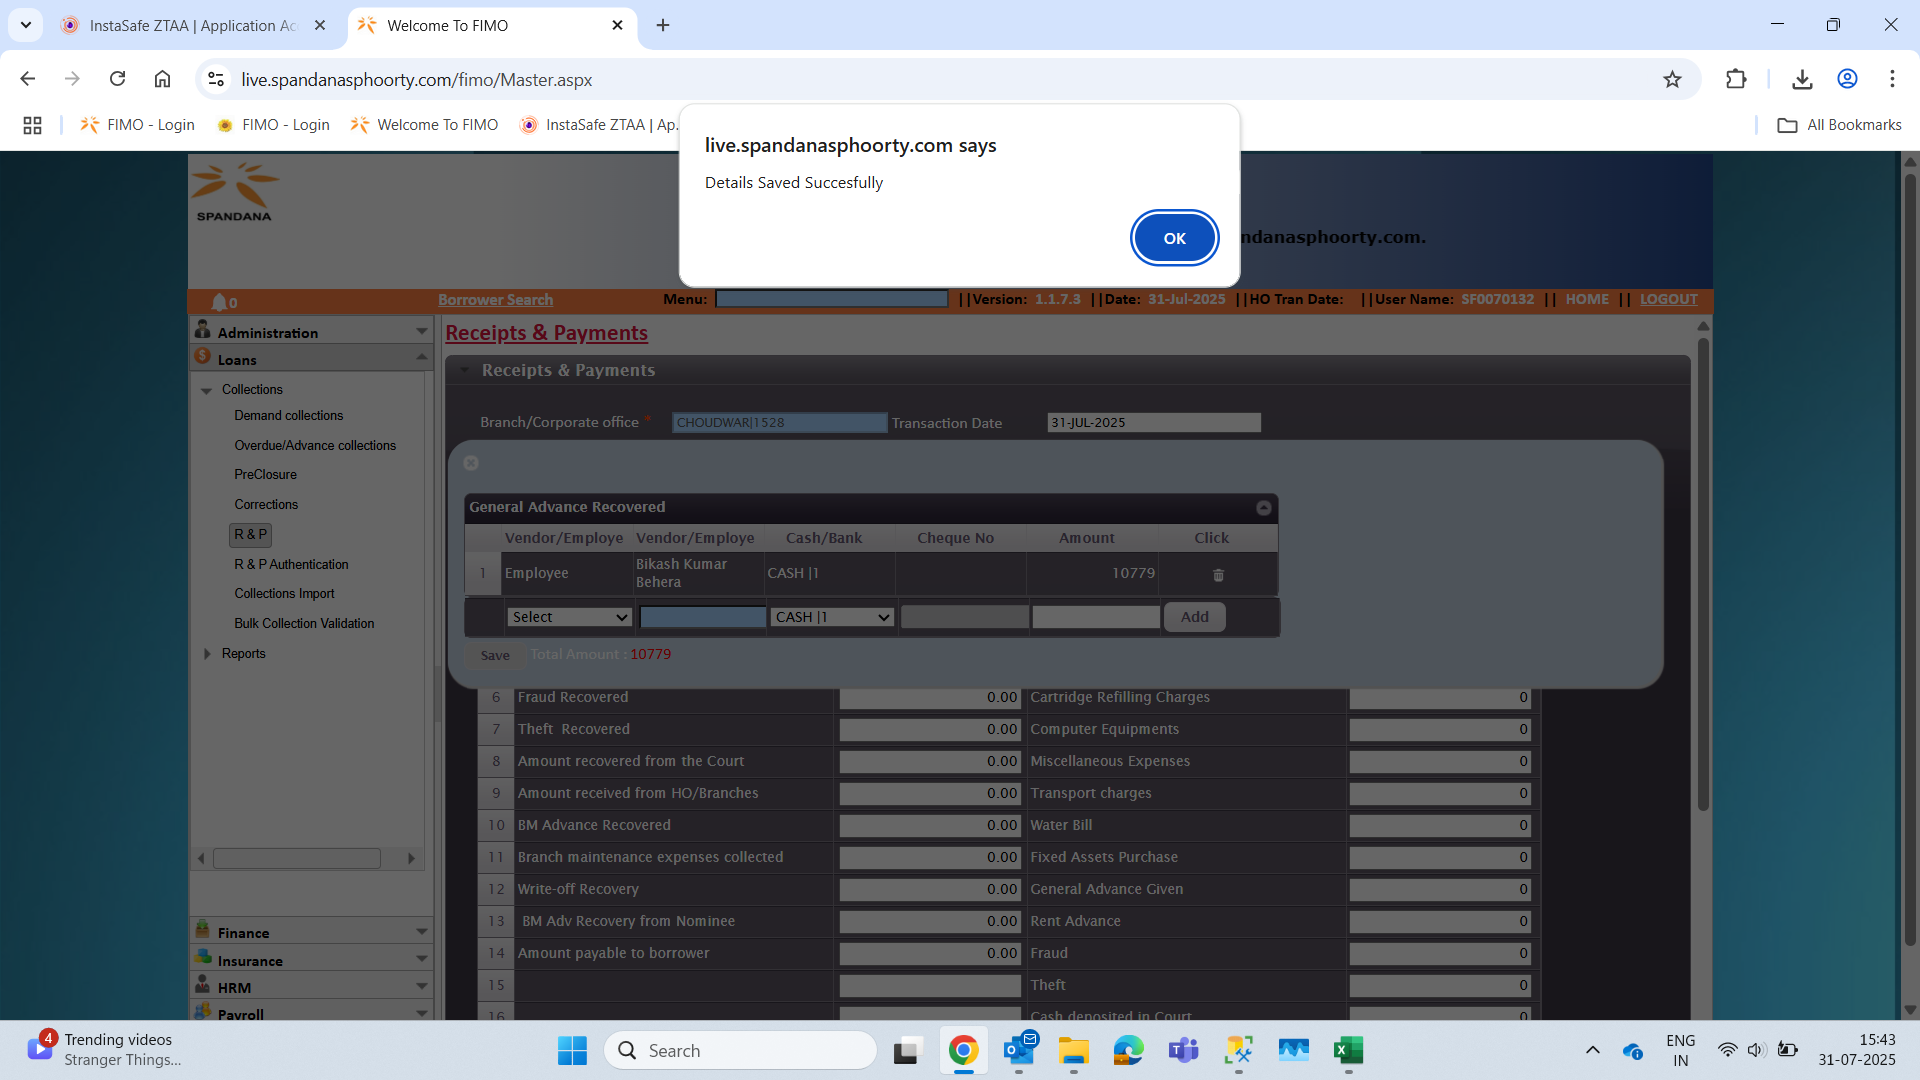 InstaSafe ZTAA | Application Ac
Welcome To FIMO
live.spandanasphoorty.com/fimo/Master.aspx
FIMO - Login
FIMO - Login
Welcome To FIMO
InstaSafe ZTAA | Ap.
All Bookmarks
live.spandanasphoorty.com says
Details Saved Succesfully
OK
SPANDANA
ndanasphoorty.com.
0
Borrower Search
Menu:
||Version: 1.1.7.3 ||Date: 31-Jul-2025 ||HO Tran Date: ||User Name: SF0070132 || HOME || LOGOUT
Administration
Loans
Collections
Demand collections
Overdue/Advance collections
PreClosure
Corrections
R & P
R & P Authentication
Collections Import
Bulk Collection Validation
Reports
Finance
Insurance
HRM
Payroll
Receipts & Payments
Receipts & Payments
Branch/Corporate office * CHOUDWAR|1528 Transaction Date 31-JUL-2025
General Advance Recovered
Vendor/Employe Vendor/Employe Cash/Bank Cheque No Amount Click
1 Employee Bikash Kumar Behera CASH |1 10779
Select CASH |1 Add
Save Total Amount : 10779
6 Fraud Recovered 0.00 Cartridge Refilling Charges 0
7 Theft Recovered 0.00 Computer Equipments 0
8 Amount recovered from the Court 0.00 Miscellaneous Expenses 0
9 Amount received from HO/Branches 0.00 Transport charges 0
10 BM Advance Recovered 0.00 Water Bill 0
11 Branch maintenance expenses collected 0.00 Fixed Assets Purchase 0
12 Write-off Recovery 0.00 General Advance Given 0
13 BM Adv Recovery from Nominee 0.00 Rent Advance 0
14 Amount payable to borrower 0.00 Fraud 0
15 Theft 0
16 Cash deposited in Court 0
4
Trending videos
Stranger Things...
Search
ENG
IN
15:43
31-07-2025